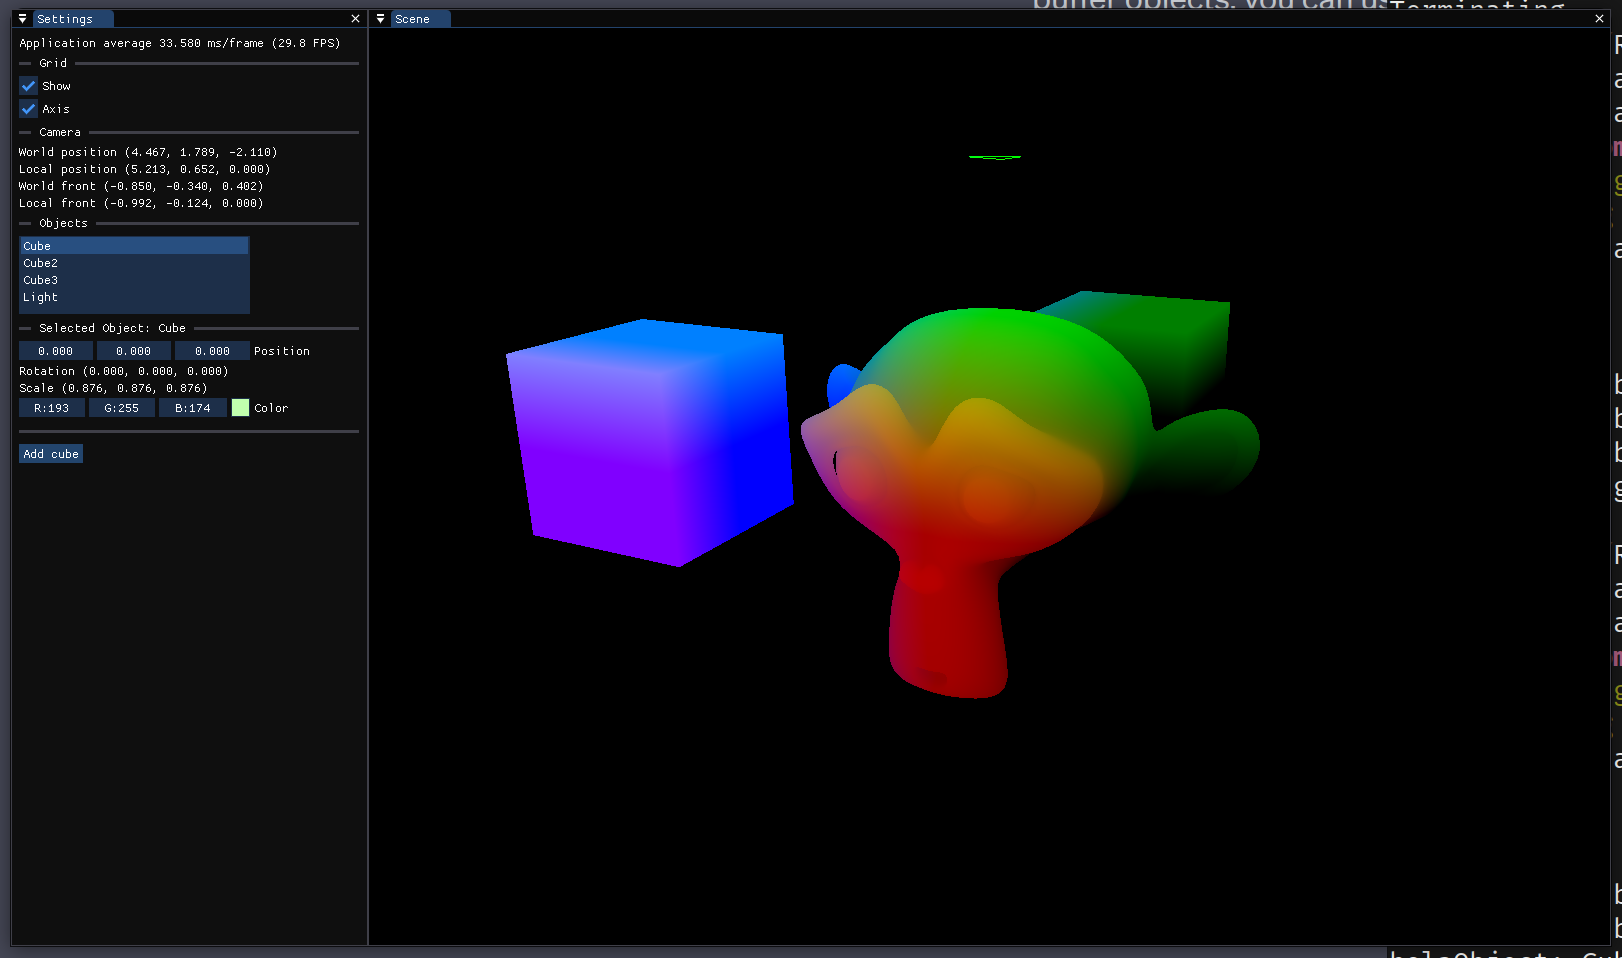 buffer objects, you can us
Terminating
Settings
Scene
Application average 33.580 ms/frame (29.8 FPS)
Grid
Show
Axis
Camera
World position (4.467, 1.789, -2.110)
Local position (5.213, 0.652, 0.000)
World front (-0.850, -0.340, 0.402)
Local front (-0.992, -0.124, 0.000)
Objects
Cube
Cube2
Cube3
Light
Selected Object: Cube
0.000 0.000 0.000 Position
Rotation (0.000, 0.000, 0.000)
Scale (0.876, 0.876, 0.876)
R:193 G:255 B:174 Color
Add cube